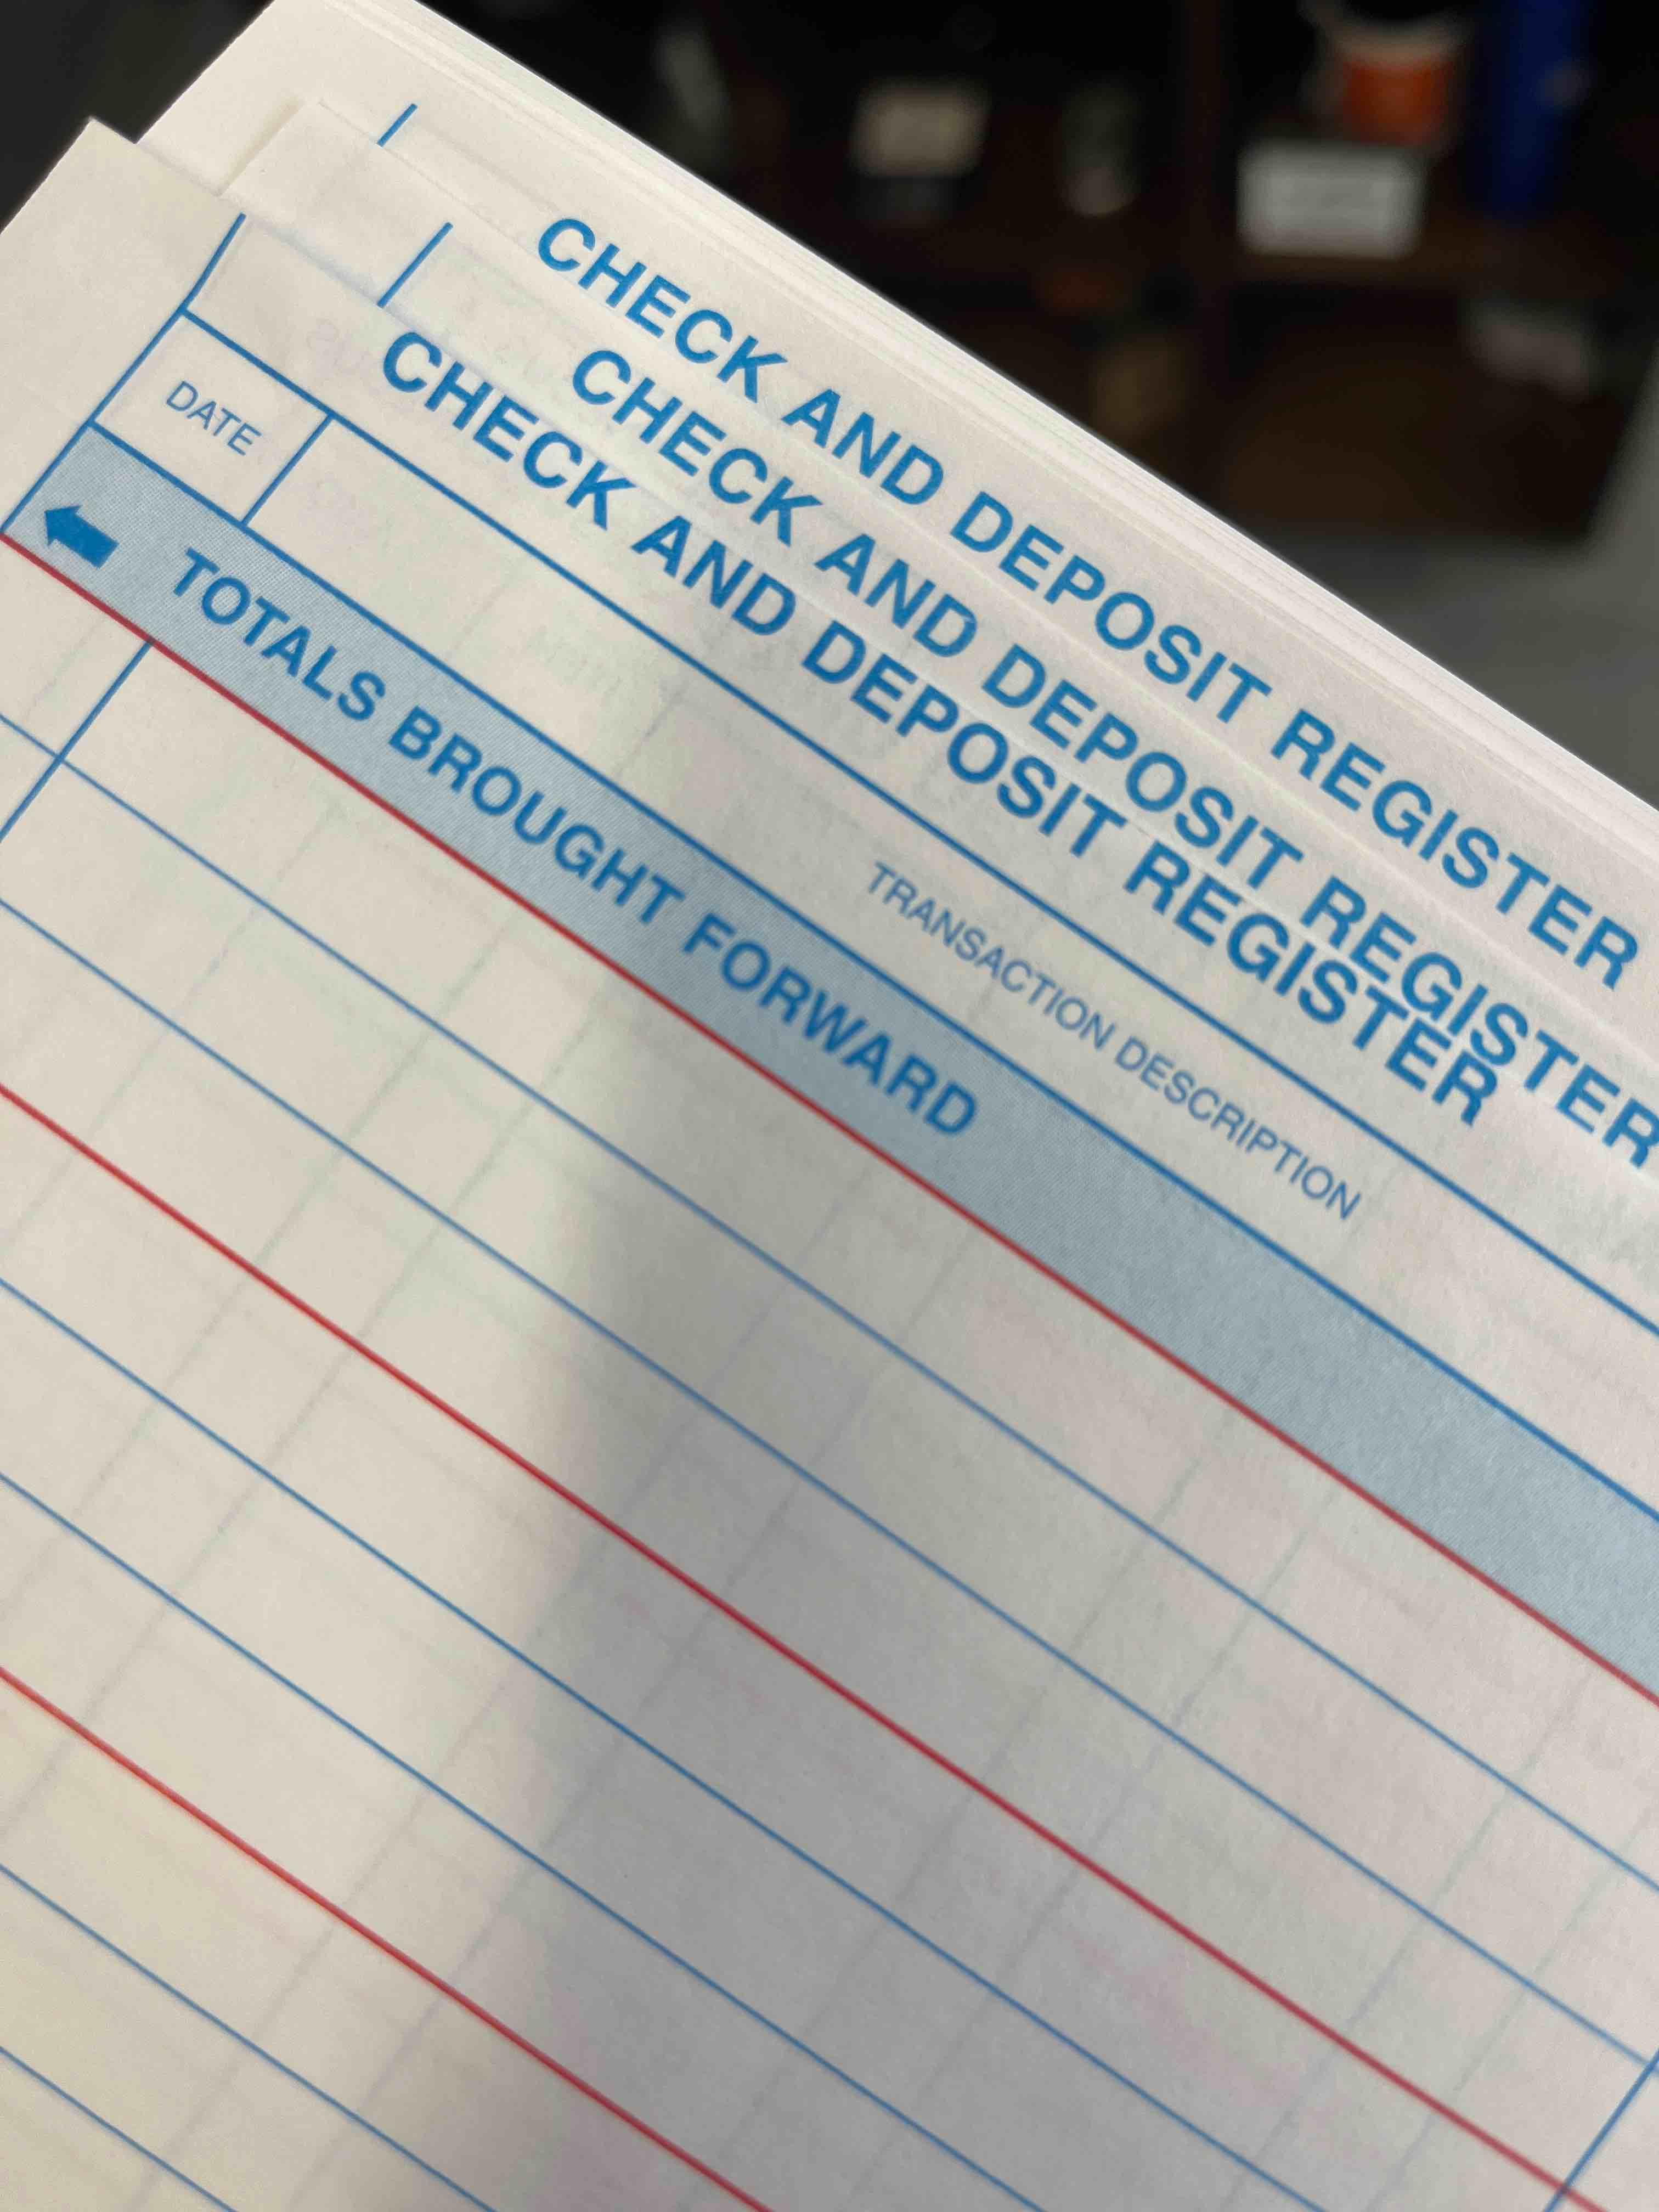 CHECK AND DEPOSIT REGISTER
CHECK AND DEPOSIT REGISTER
CHECK AND DEPOSIT REGISTER
DATE
TRANSACTION DESCRIPTION
TOTALS BROUGHT FORWARD